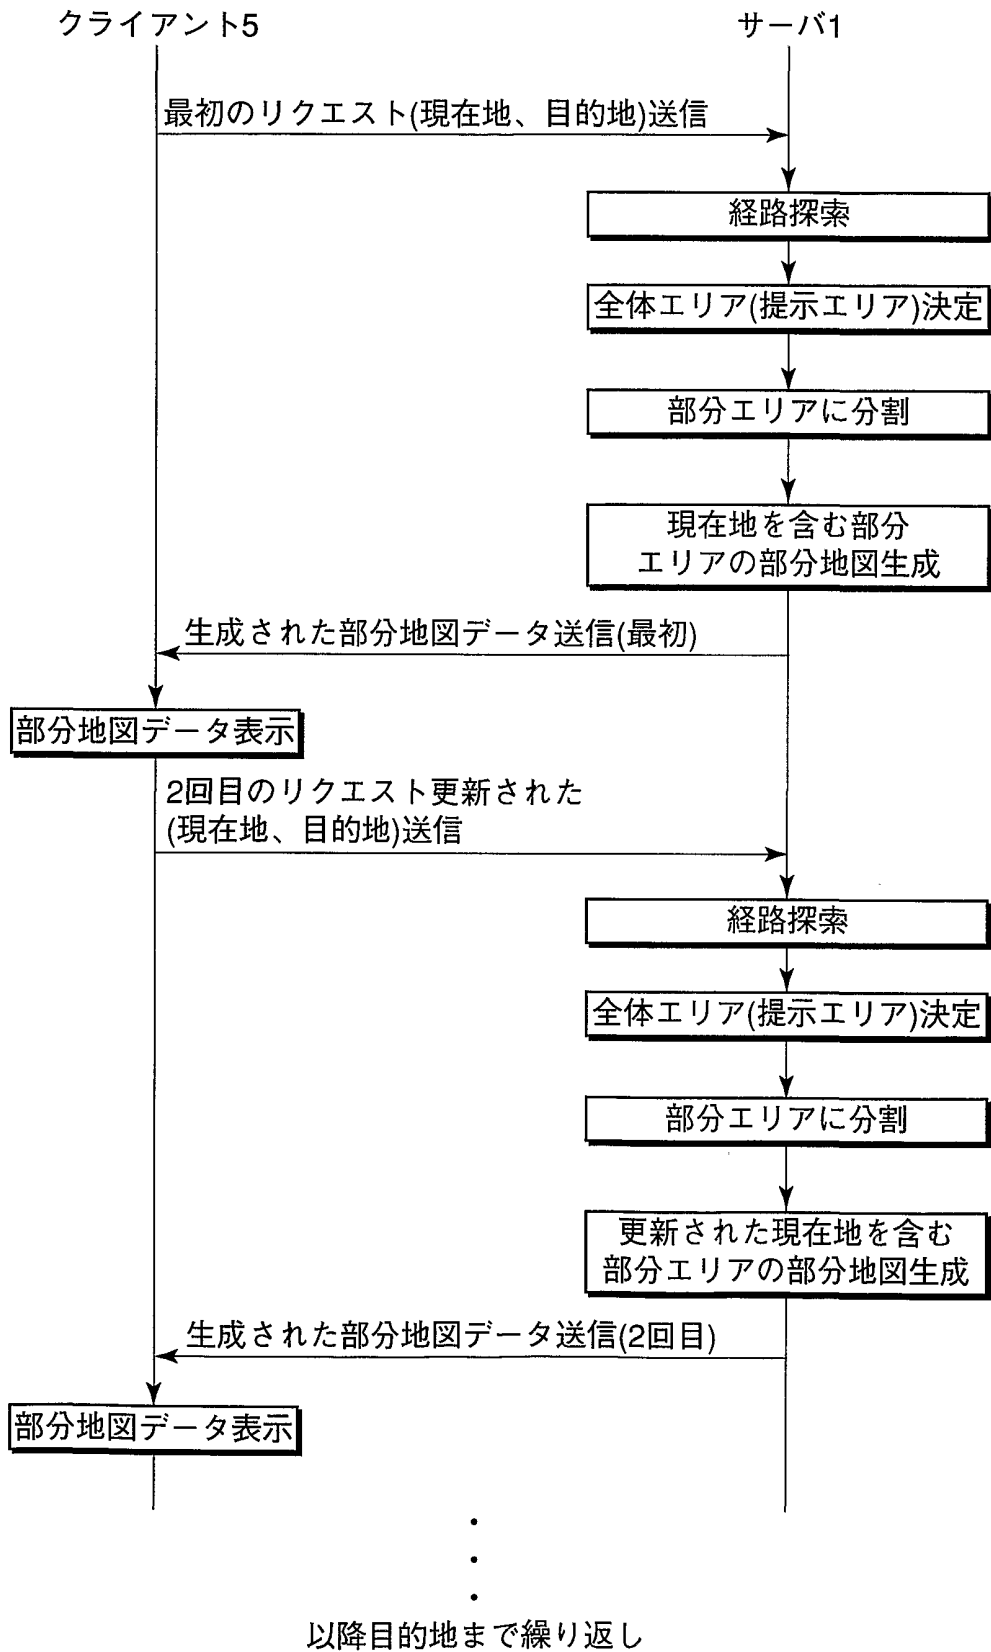 クライアント5
サーバ1
最初のリクエスト(現在地、目的地)送信
経路探索
全体エリア(提示エリア)決定
部分エリアに分割
現在地を含む部分
エリアの部分地図生成
生成された部分地図データ送信(最初)
部分地図データ表示
2回目のリクエスト更新された
(現在地、目的地)送信
経路探索
全体エリア(提示エリア)決定
部分エリアに分割
更新された現在地を含む
部分エリアの部分地図生成
生成された部分地図データ送信(2回目)
部分地図データ表示
以降目的地まで繰り返し